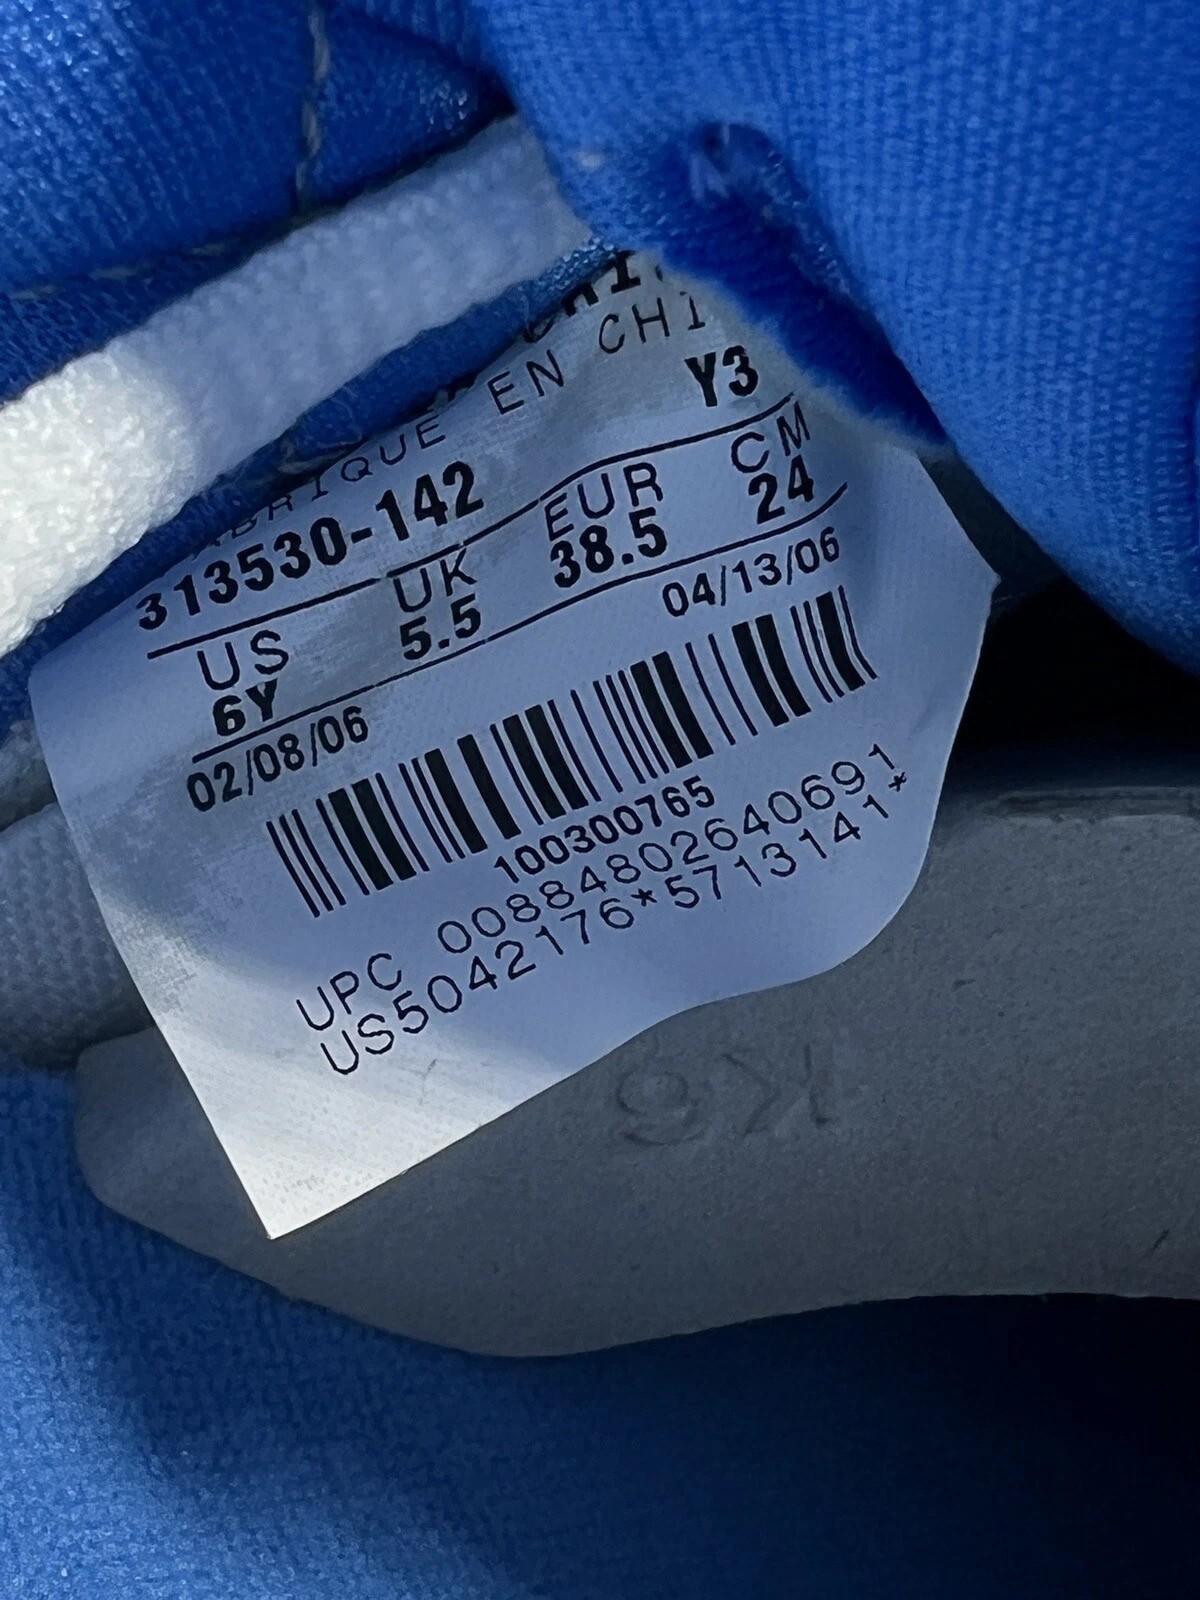 EN CHI
313530-142 Y3
US UK EUR CM
6Y 5.5 38.5 24
02/08/06 04/13/06
100300765
UPC 00884802640691
US5042176*5713141*
K6